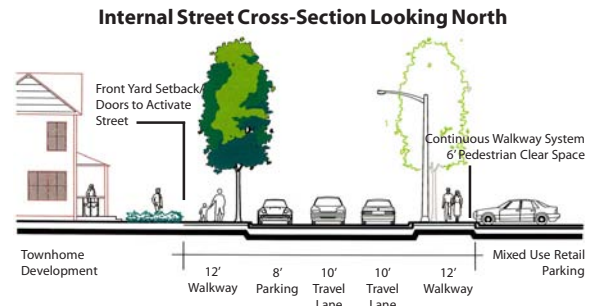 Internal Street Cross-Section Looking North
Front Yard Setback/
Doors to Activate
Street
Continuous Walkway System
6' Pedestrian Clear Space
Townhome
Development
Mixed Use Retail
Parking
12'
Walkway
8'
Parking
10'
Travel
Lane
10'
Travel
Lane
12'
Walkway